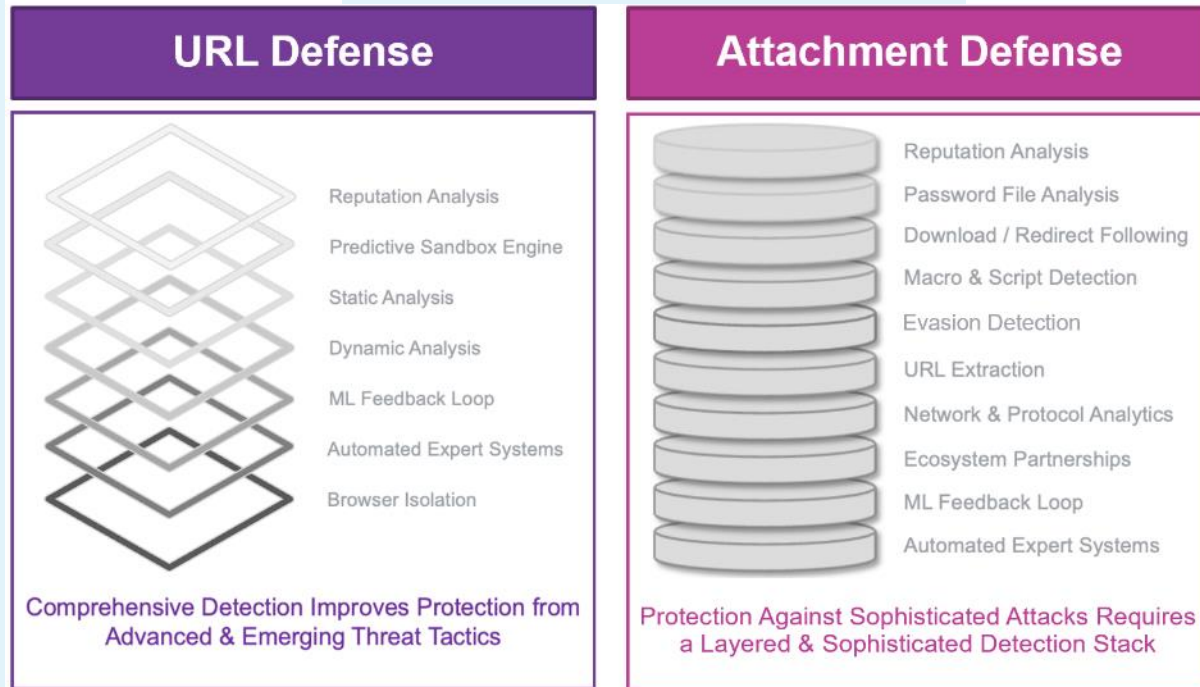 URL Defense
Reputation Analysis
Predictive Sandbox Engine
Static Analysis
Dynamic Analysis
ML Feedback Loop
Automated Expert Systems
Browser Isolation
Comprehensive Detection Improves Protection from
Advanced & Emerging Threat Tactics
Attachment Defense
Reputation Analysis
Password File Analysis
Download / Redirect Following
Macro & Script Detection
Evasion Detection
URL Extraction
Network & Protocol Analytics
Ecosystem Partnerships
ML Feedback Loop
Automated Expert Systems
Protection Against Sophisticated Attacks Requires
a Layered & Sophisticated Detection Stack